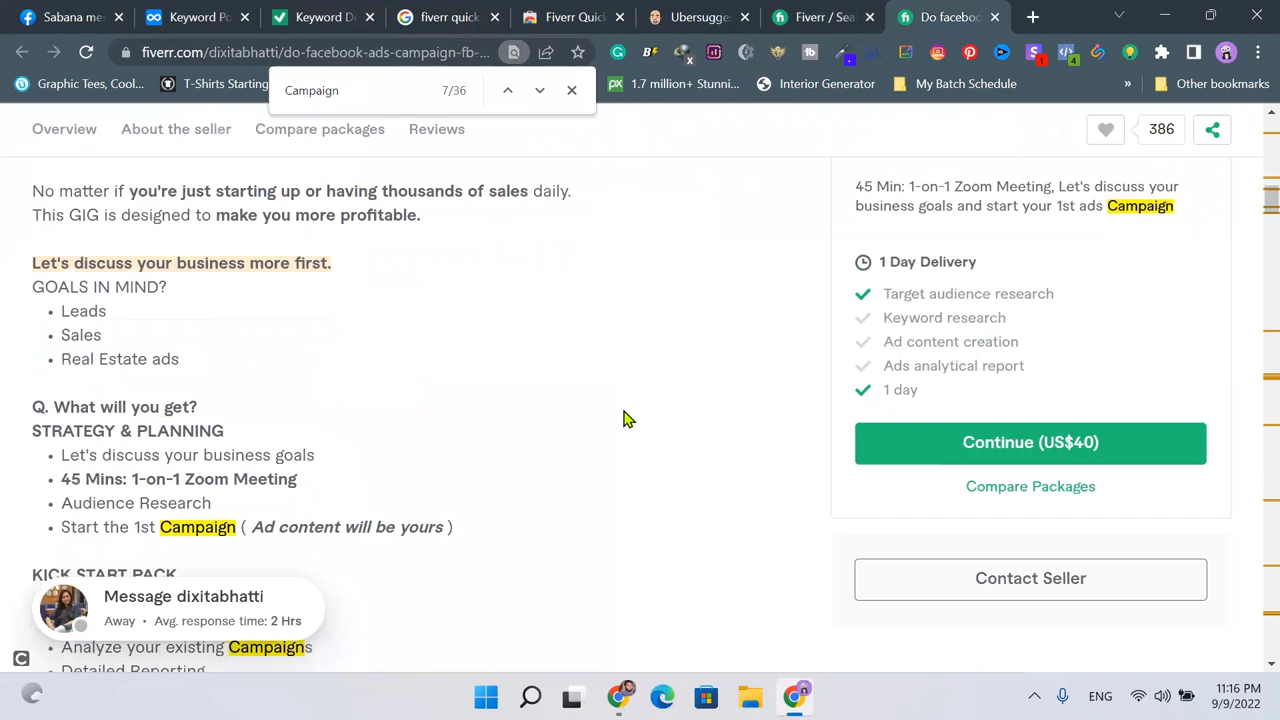 Sabana mess
Keyword Po
Keyword De
fiverr quick
Fiverr Quick
Ubersugges
Fiverr / Sea
Do faceboo
fiverr.com/dixitabhatti/do-facebook-ads-campaign-fb-...
Graphic Tees, Cool...
T-Shirts Starting
1.7 million+ Stunni...
Interior Generator
My Batch Schedule
»
Other bookmarks
Campaign 7/36
Overview About the seller Compare packages Reviews
386
No matter if you're just starting up or having thousands of sales daily.
This GIG is designed to make you more profitable.
Let's discuss your business more first.
GOALS IN MIND?
• Leads
• Sales
• Real Estate ads
Q. What will you get?
STRATEGY & PLANNING
• Let's discuss your business goals
• 45 Mins: 1-on-1 Zoom Meeting
• Audience Research
• Start the 1st Campaign ( Ad content will be yours )
KICK START PACK
Message dixitabhatti
Away • Avg. response time: 2 Hrs
Analyze your existing Campaigns
Detailed Reporting
45 Min: 1-on-1 Zoom Meeting, Let's discuss your
business goals and start your 1st ads Campaign
1 Day Delivery
Target audience research
Keyword research
Ad content creation
Ads analytical report
1 day
Continue (US$40)
Compare Packages
Contact Seller
ENG
11:16 PM
9/9/2022